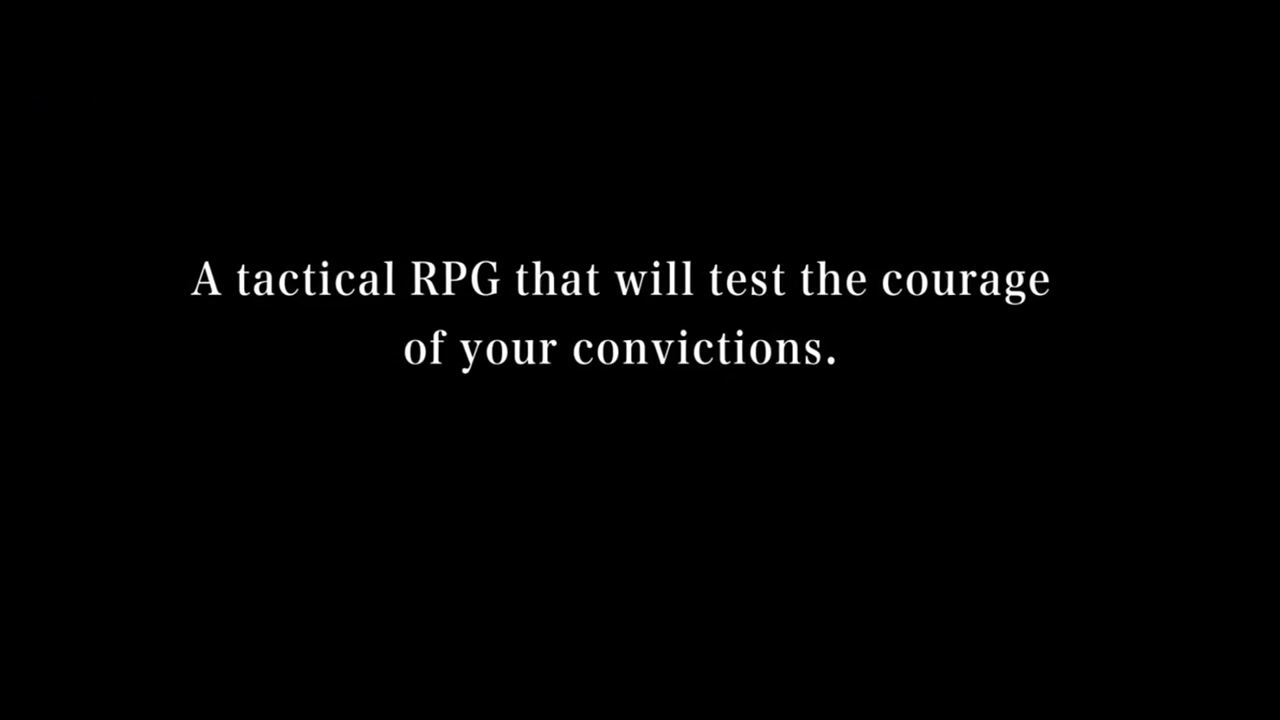 A tactical RPG that will test the courage
of your convictions.